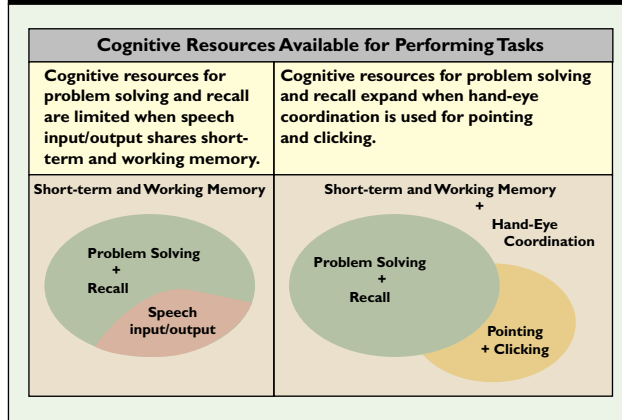 Cognitive Resources Available for Performing Tasks
Cognitive resources for
problem solving and recall
are limited when speech
input/output shares short-
term and working memory.
Cognitive resources for problem solving
and recall expand when hand-eye
coordination is used for pointing
and clicking.
Short-term and Working Memory
Problem Solving
+
Recall
Speech
input/output
Short-term and Working Memory
+
Hand-Eye
Coordination
Problem Solving
+
Recall
Pointing
+ Clicking